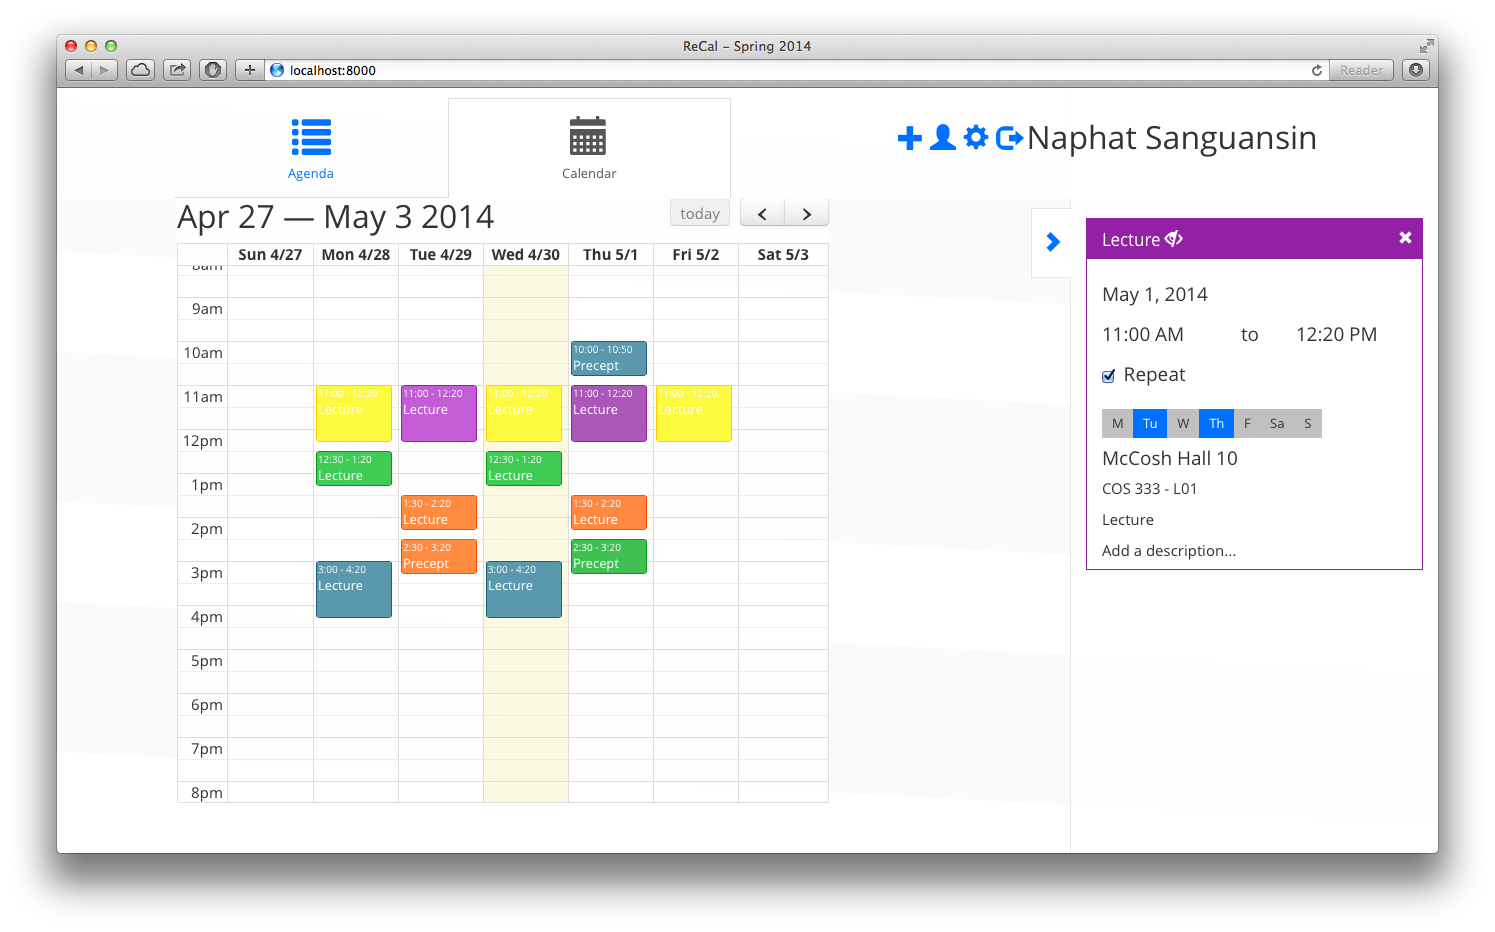 ReCal – Spring 2014
localhost:8000
Reader
Agenda
Calendar
Naphat Sanguansin
Apr 27 — May 3 2014
today
Sun 4/27 Mon 4/28 Tue 4/29 Wed 4/30 Thu 5/1 Fri 5/2 Sat 5/3
8am
9am
10am
10:00 - 10:50
Precept
11am
11:00 - 12:20 11:00 - 12:20 11:00 - 12:20 11:00 - 12:20 11:00 - 12:20
Lecture Lecture Lecture Lecture Lecture
12pm
12:30 - 1:20 12:30 - 1:20
Lecture Lecture
1pm
1:30 - 2:20 1:30 - 2:20
Lecture Lecture
2pm
2:30 - 3:20 2:30 - 3:20
Precept Precept
3pm
3:00 - 4:20 3:00 - 4:20
Lecture Lecture
4pm
5pm
6pm
7pm
8pm
Lecture
May 1, 2014
11:00 AM to 12:20 PM
Repeat
M Tu W Th F Sa S
McCosh Hall 10
COS 333 - L01
Lecture
Add a description...